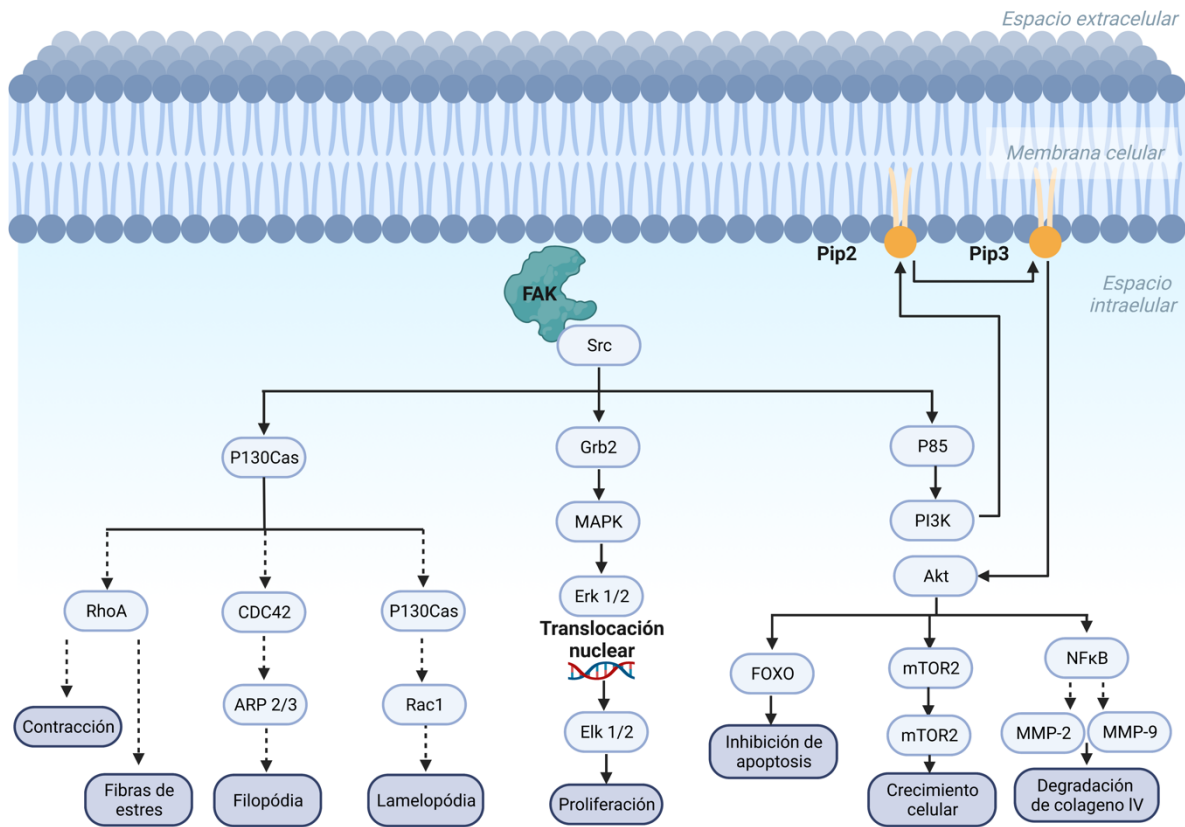 Espacio extracelular
Membrana celular
Pip2
Pip3
Espacio
intraelular
FAK
Src
P130Cas
Grb2
P85
MAPK
PI3K
Akt
RhoA
CDC42
P130Cas
Erk 1/2
Translocación
nuclear
FOXO
mTOR2
NFκB
ARP 2/3
Rac1
Contracción
Elk 1/2
mTOR2
MMP-2
MMP-9
Inhibición de
apoptosis
Fibras de
estres
Filopódia
Lamelopódia
Proliferación
Crecimiento
celular
Degradación
de colageno IV